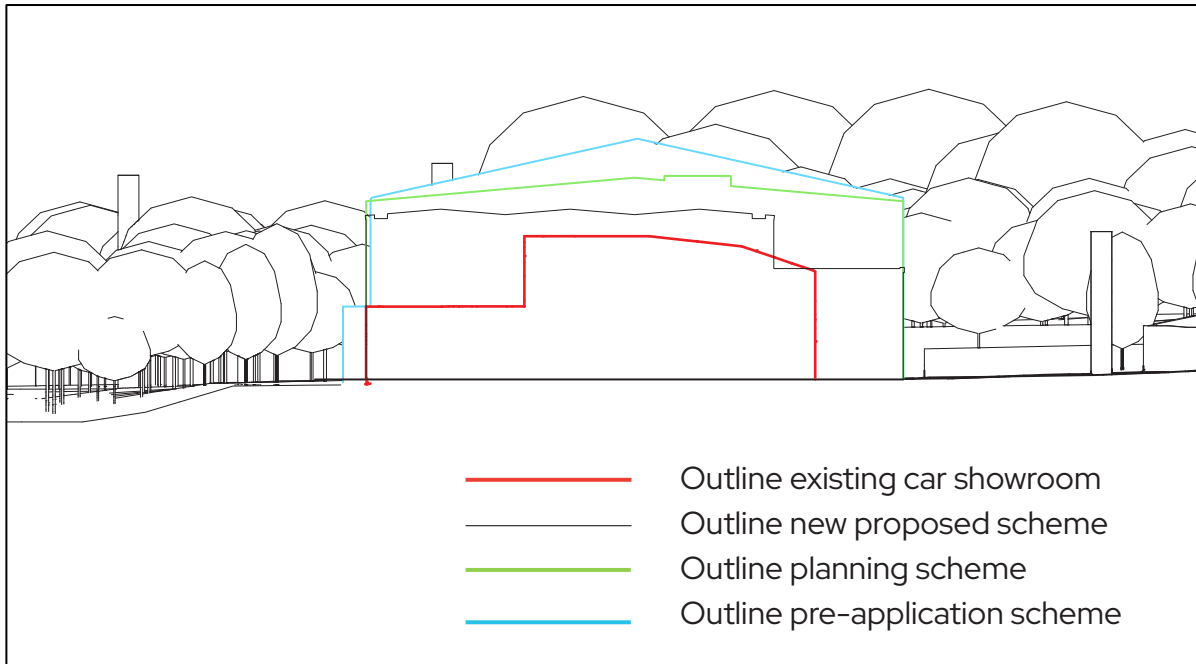 Outline existing car showroom
Outline new proposed scheme
Outline planning scheme
Outline pre-application scheme